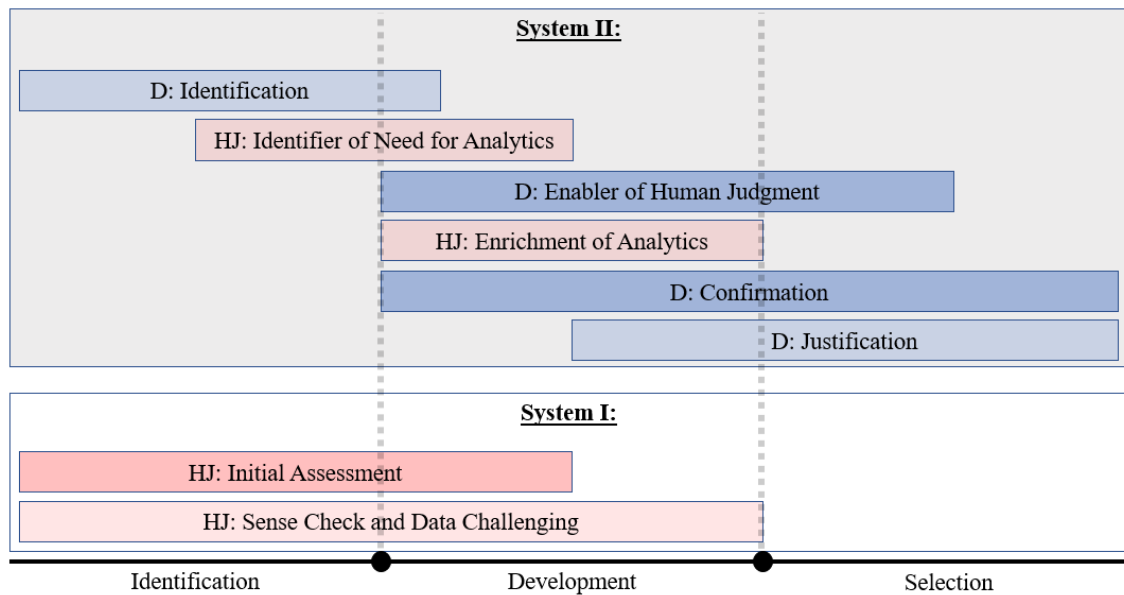 System II:
D: Identification
HJ: Identifier of Need for Analytics
D: Enabler of Human Judgment
HJ: Enrichment of Analytics
D: Confirmation
D: Justification
System I:
HJ: Initial Assessment
HJ: Sense Check and Data Challenging
Identification
Development
Selection